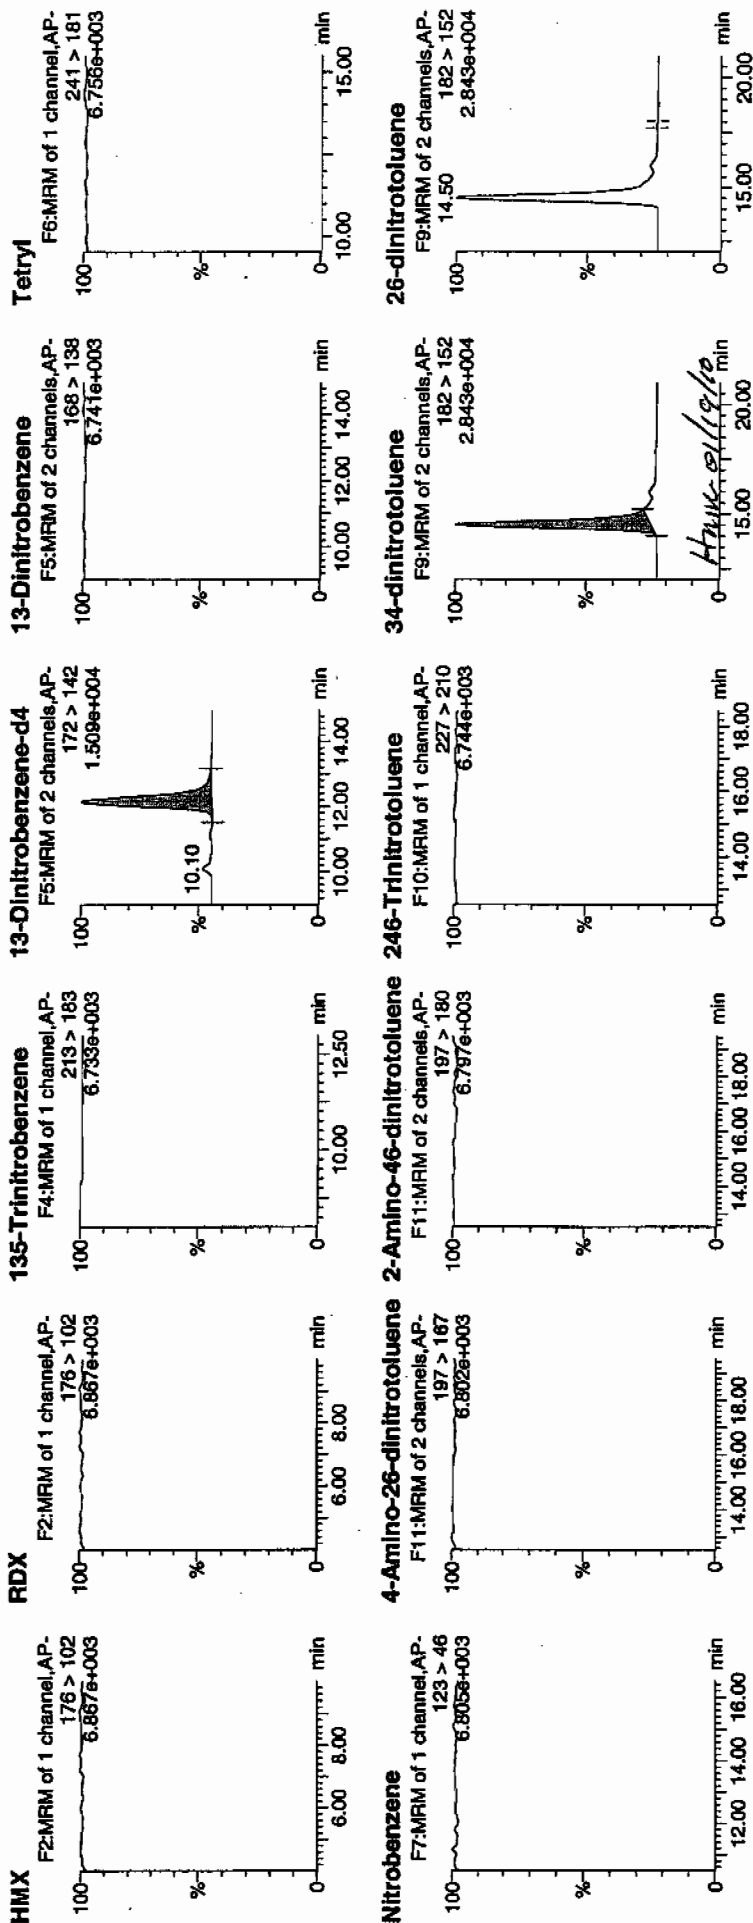 HMX
F2:MRM of 1 channel,AP-
176 > 102
6.867e+003
100
%
0
6.00 8.00 min
RDX
F2:MRM of 1 channel,AP-
176 > 102
6.867e+003
100
%
0
6.00 8.00 min
135-Trinitrobenzene
F4:MRM of 1 channel,AP-
213 > 183
6.733e+003
100
%
0
10.00 12.50 min
13-Dinitrobenzene-d4
F5:MRM of 2 channels,AP-
172 > 142
1.509e+004
100
%
0
10.10
10.00 12.00 14.00 min
13-Dinitrobenzene
F5:MRM of 2 channels,AP-
168 > 138
6.741e+003
100
%
0
10.00 12.00 14.00 min
Tetryl
F6:MRM of 1 channel,AP-
241 > 181
6.756e+003
100
%
0
10.00 15.00 min
Nitrobenzene
F7:MRM of 1 channel,AP-
123 > 46
6.805e+003
100
%
0
12.00 14.00 16.00 min
4-Amino-26-dinitrotoluene
F11:MRM of 2 channels,AP-
197 > 167
6.802e+003
100
%
0
14.00 16.00 18.00 min
2-Amino-46-dinitrotoluene
F11:MRM of 2 channels,AP-
197 > 180
6.797e+003
100
%
0
14.00 16.00 18.00 min
246-Trinitrotoluene
F10:MRM of 1 channel,AP-
227 > 210
6.744e+003
100
%
0
14.00 16.00 18.00 min
34-dinitrotoluene
F9:MRM of 2 channels,AP-
182 > 152
2.843e+004
100
%
0
01/19/10
15.00 20.00 min
26-dinitrotoluene
F9:MRM of 2 channels,AP-
182 > 152
2.843e+004
100
14.50
%
0
15.00 20.00 min